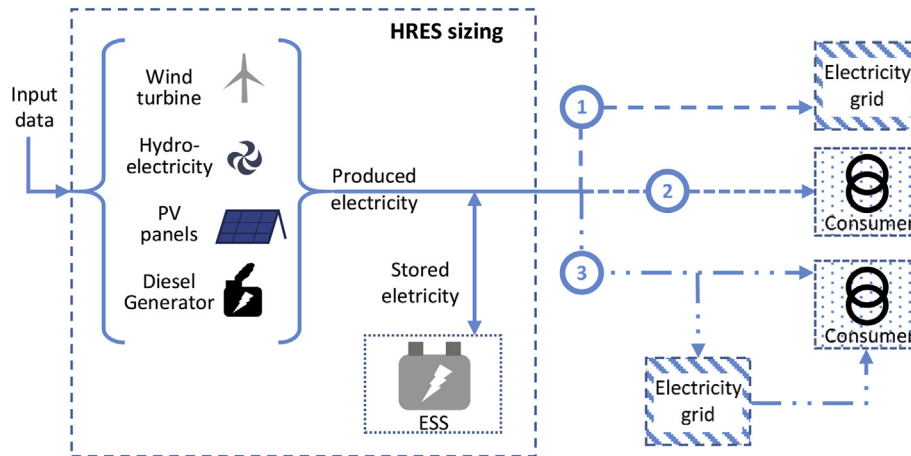 HRES sizing
Input
data
Wind
turbine
Hydro-
electricity
PV
panels
Diesel
Generator
Produced
electricity
Stored
eletricity
ESS
1
Electricity
grid
2
Consumer
3
Consumer
Electricity
grid